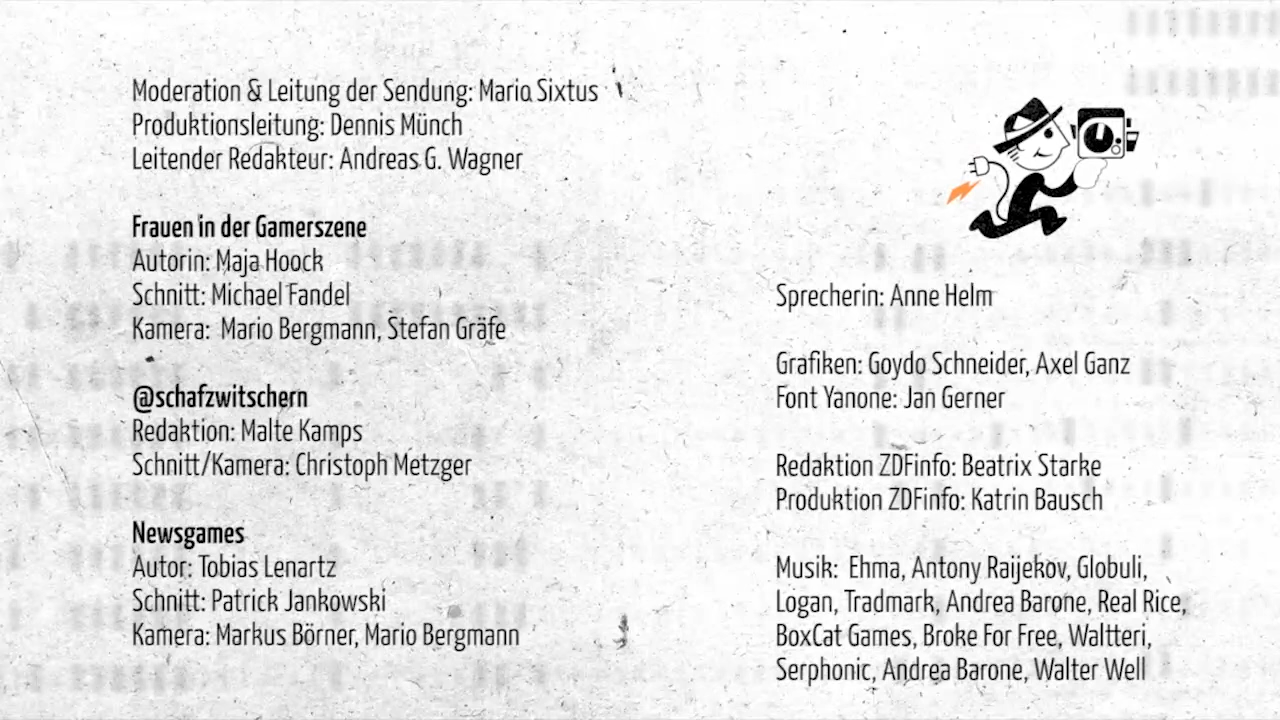 Moderation & Leitung der Sendung: Mario Sixtus
Produktionsleitung: Dennis Münch
Leitender Redakteur: Andreas G. Wagner
Frauen in der Gamerszene
Autorin: Maja Hoock
Schnitt: Michael Fandel
Kamera: Mario Bergmann, Stefan Gräfe
@schafzwitschern
Redaktion: Malte Kamps
Schnitt/Kamera: Christoph Metzger
Newsgames
Autor: Tobias Lenartz
Schnitt: Patrick Jankowski
Kamera: Markus Börner, Mario Bergmann
Sprecherin: Anne Helm
Grafiken: Goydo Schneider, Axel Ganz
Font Yanone: Jan Gerner
Redaktion ZDFinfo: Beatrix Starke
Produktion ZDFinfo: Katrin Bausch
Musik: Ehma, Antony Raijekov, Globuli,
Logan, Tradmark, Andrea Barone, Real Rice,
BoxCat Games, Broke For Free, Waltteri,
Serphonic, Andrea Barone, Walter Well